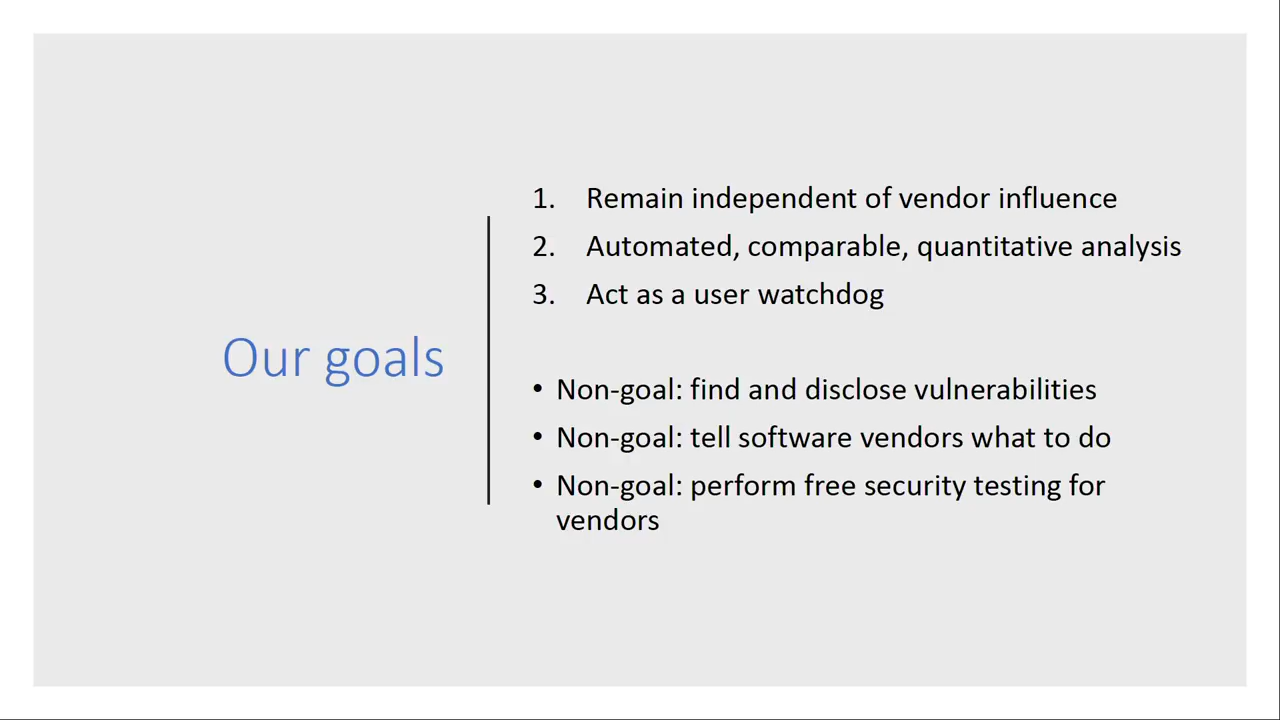 Our goals
1. Remain independent of vendor influence
2. Automated, comparable, quantitative analysis
3. Act as a user watchdog
• Non-goal: find and disclose vulnerabilities
• Non-goal: tell software vendors what to do
• Non-goal: perform free security testing for
vendors